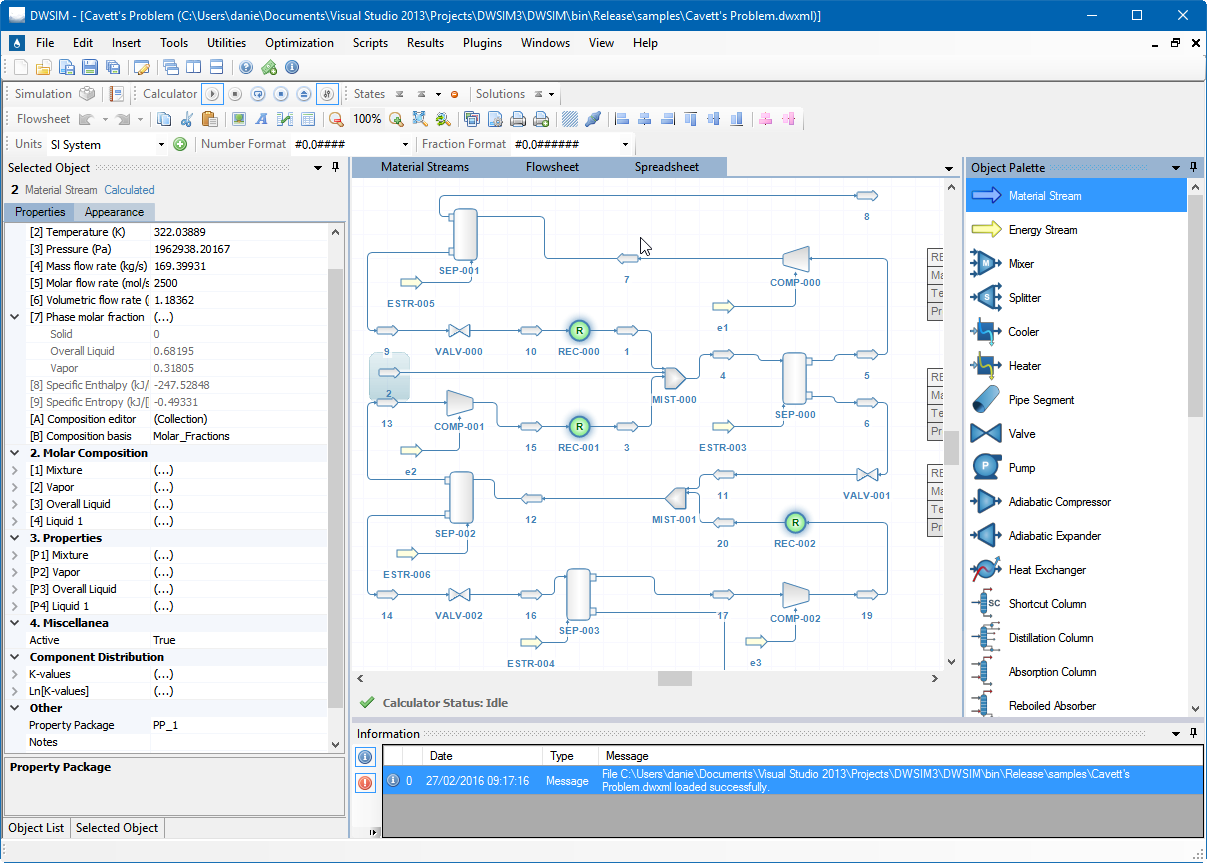 DWSIM - [Cavett's Problem (C:\Users\danie\Documents\Visual Studio 2013\Projects\DWSIM3\DWSIM\bin\Release\samples\Cavett's Problem.dwxml)]
File Edit Insert Tools Utilities Optimization Scripts Results Plugins Windows View Help
Simulation Calculator States Solutions
Flowsheet 100%
Units SI System Number Format #0.0#### Fraction Format #0.0######
Selected Object
2 Material Stream Calculated
Properties Appearance
[2] Temperature (K) 322.03889
[3] Pressure (Pa) 1962938.20167
[4] Mass flow rate (kg/s) 169.39931
[5] Molar flow rate (mol/s 2500
[6] Volumetric flow rate ( 1.18362
[7] Phase molar fraction (...)
Solid 0
Overall Liquid 0.68195
Vapor 0.31805
[8] Specific Enthalpy (kJ/ -247.52848
[9] Specific Entropy (kJ/[ -0.49331
[A] Composition editor (Collection)
[B] Composition basis Molar_Fractions
2. Molar Composition
[1] Mixture (...)
[2] Vapor (...)
[3] Overall Liquid (...)
[4] Liquid 1 (...)
3. Properties
[P1] Mixture (...)
[P2] Vapor (...)
[P3] Overall Liquid (...)
[P4] Liquid 1 (...)
4. Miscellanea
Active True
Component Distribution
K-values (...)
Ln[K-values] (...)
Other
Property Package PP_1
Notes
Property Package
Object List Selected Object
Material Streams Flowsheet Spreadsheet
8
SEP-001
7
COMP-000
ESTR-005
e1
9 VALV-000 10 REC-000 1
4
5
2
MIST-000
SEP-000
13
COMP-001
15 REC-001 3
ESTR-003
6
e2
11
VALV-001
SEP-002
12
MIST-001
20 REC-002
ESTR-006
14 VALV-002 16
SEP-003
17
COMP-002
19
ESTR-004
e3
RE
Ma
Te
Pr
RE
Ma
Te
Pr
RE
Ma
Te
Pr
Calculator Status: Idle
Object Palette
Material Stream
Energy Stream
Mixer
Splitter
Cooler
Heater
Pipe Segment
Valve
Pump
Adiabatic Compressor
Adiabatic Expander
Heat Exchanger
Shortcut Column
Distillation Column
Absorption Column
Reboiled Absorber
Information
Date Type Message
0 27/02/2016 09:17:16 Message File C:\Users\danie\Documents\Visual Studio 2013\Projects\DWSIM3\DWSIM\bin\Release\samples\Cavett's
Problem.dwxml loaded successfully.